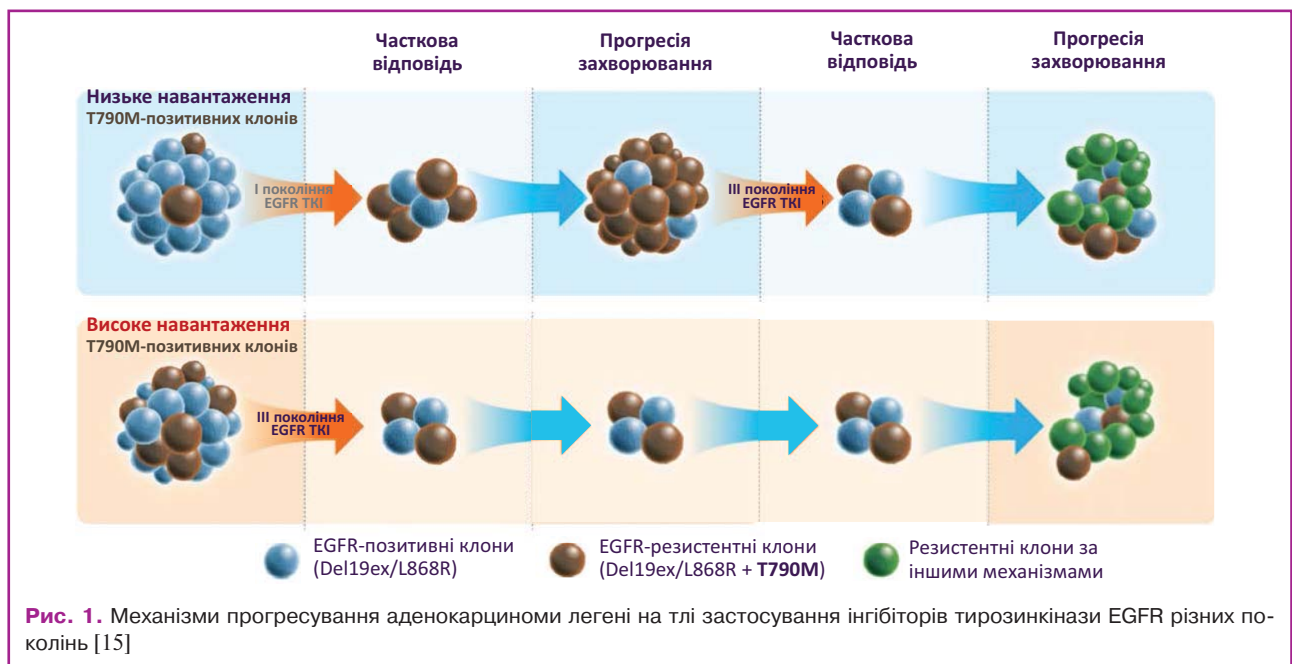 Часткова
відповідь
Прогресія
захворювання
Часткова
відповідь
Прогресія
захворювання
Низьке навантаження
T790M-позитивних клонів
I покоління
EGFR ТКІ
III покоління
EGFR ТКІ
Високе навантаження
T790M-позитивних клонів
III покоління
EGFR ТКІ
EGFR-позитивні клони
(Del19ex/L868R)
EGFR-резистентні клони
(Del19ex/L868R + T790M)
Резистентні клони за
іншими механізмами
Рис. 1. Механізми прогресування аденокарциноми легені на тлі застосування інгібіторів тирозинкінази EGFR різних по-
колінь [15]